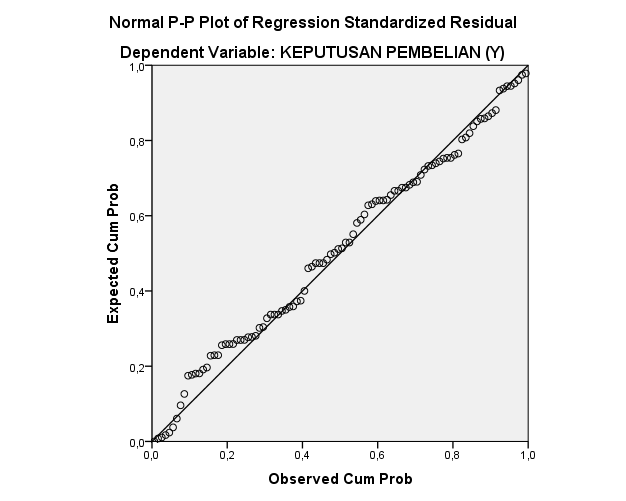 Normal P-P Plot of Regression Standardized Residual
Dependent Variable: KEPUTUSAN PEMBELIAN (Y)
1,0
0,8
0,6
0,4
0,2
0,0
Expected Cum Prob
0,0 0,2 0,4 0,6 0,8 1,0
Observed Cum Prob